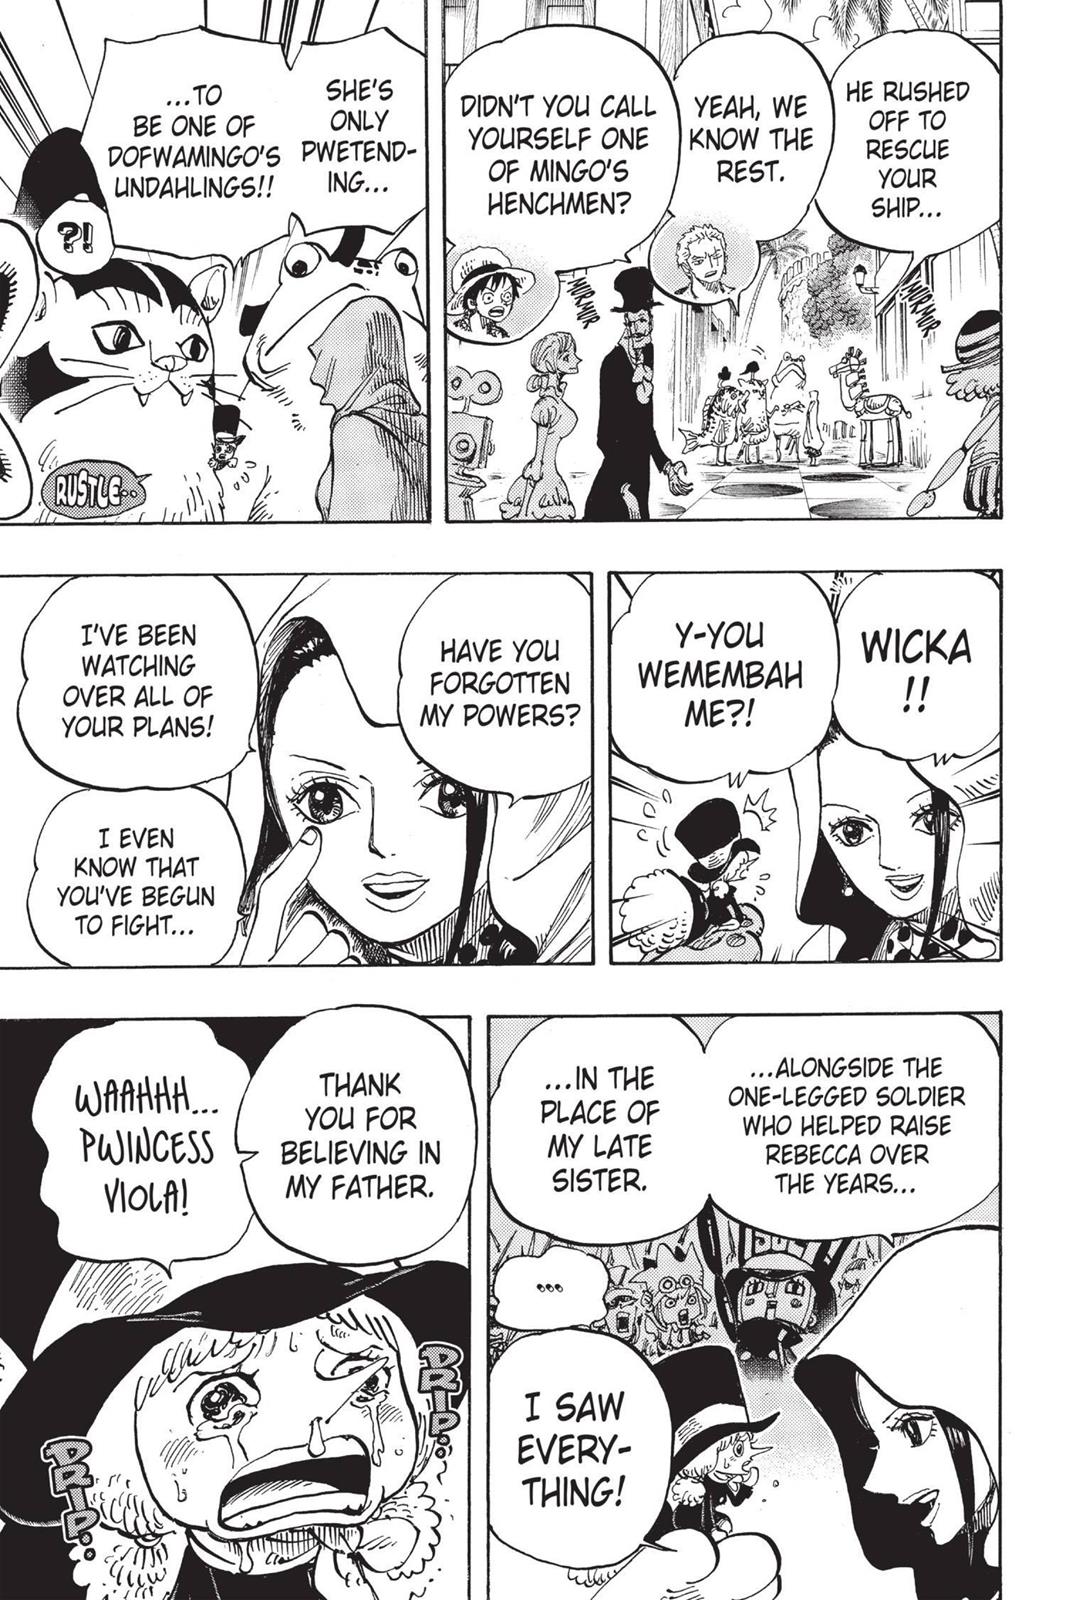 HE RUSHED
OFF TO
RESCUE
YOUR
SHIP...
YEAH, WE
KNOW THE
REST.
DIDN'T YOU CALL
YOURSELF ONE
OF MINGO'S
HENCHMEN?
MURMUR
MURMUR
SHE'S
ONLY
PWETEND-
ING...
...TO
BE ONE OF
DOFWAMINGO'S
UNDAHLINGS!!
?!
RUSTLE..
WICKA
!!
Y-YOU
WEMEMBAH
ME?!
HAVE YOU
FORGOTTEN
MY POWERS?
I'VE BEEN
WATCHING
OVER ALL OF
YOUR PLANS!
I EVEN
KNOW THAT
YOU'VE BEGUN
TO FIGHT...
...ALONGSIDE THE
ONE-LEGGED SOLDIER
WHO HELPED RAISE
REBECCA OVER
THE YEARS...
...IN THE
PLACE OF
MY LATE
SISTER.
...
I SAW
EVERY-
THING!
THANK
YOU FOR
BELIEVING IN
MY FATHER.
WAAHHH...
PWINCESS
VIOLA!
DRIP..
DRIP..